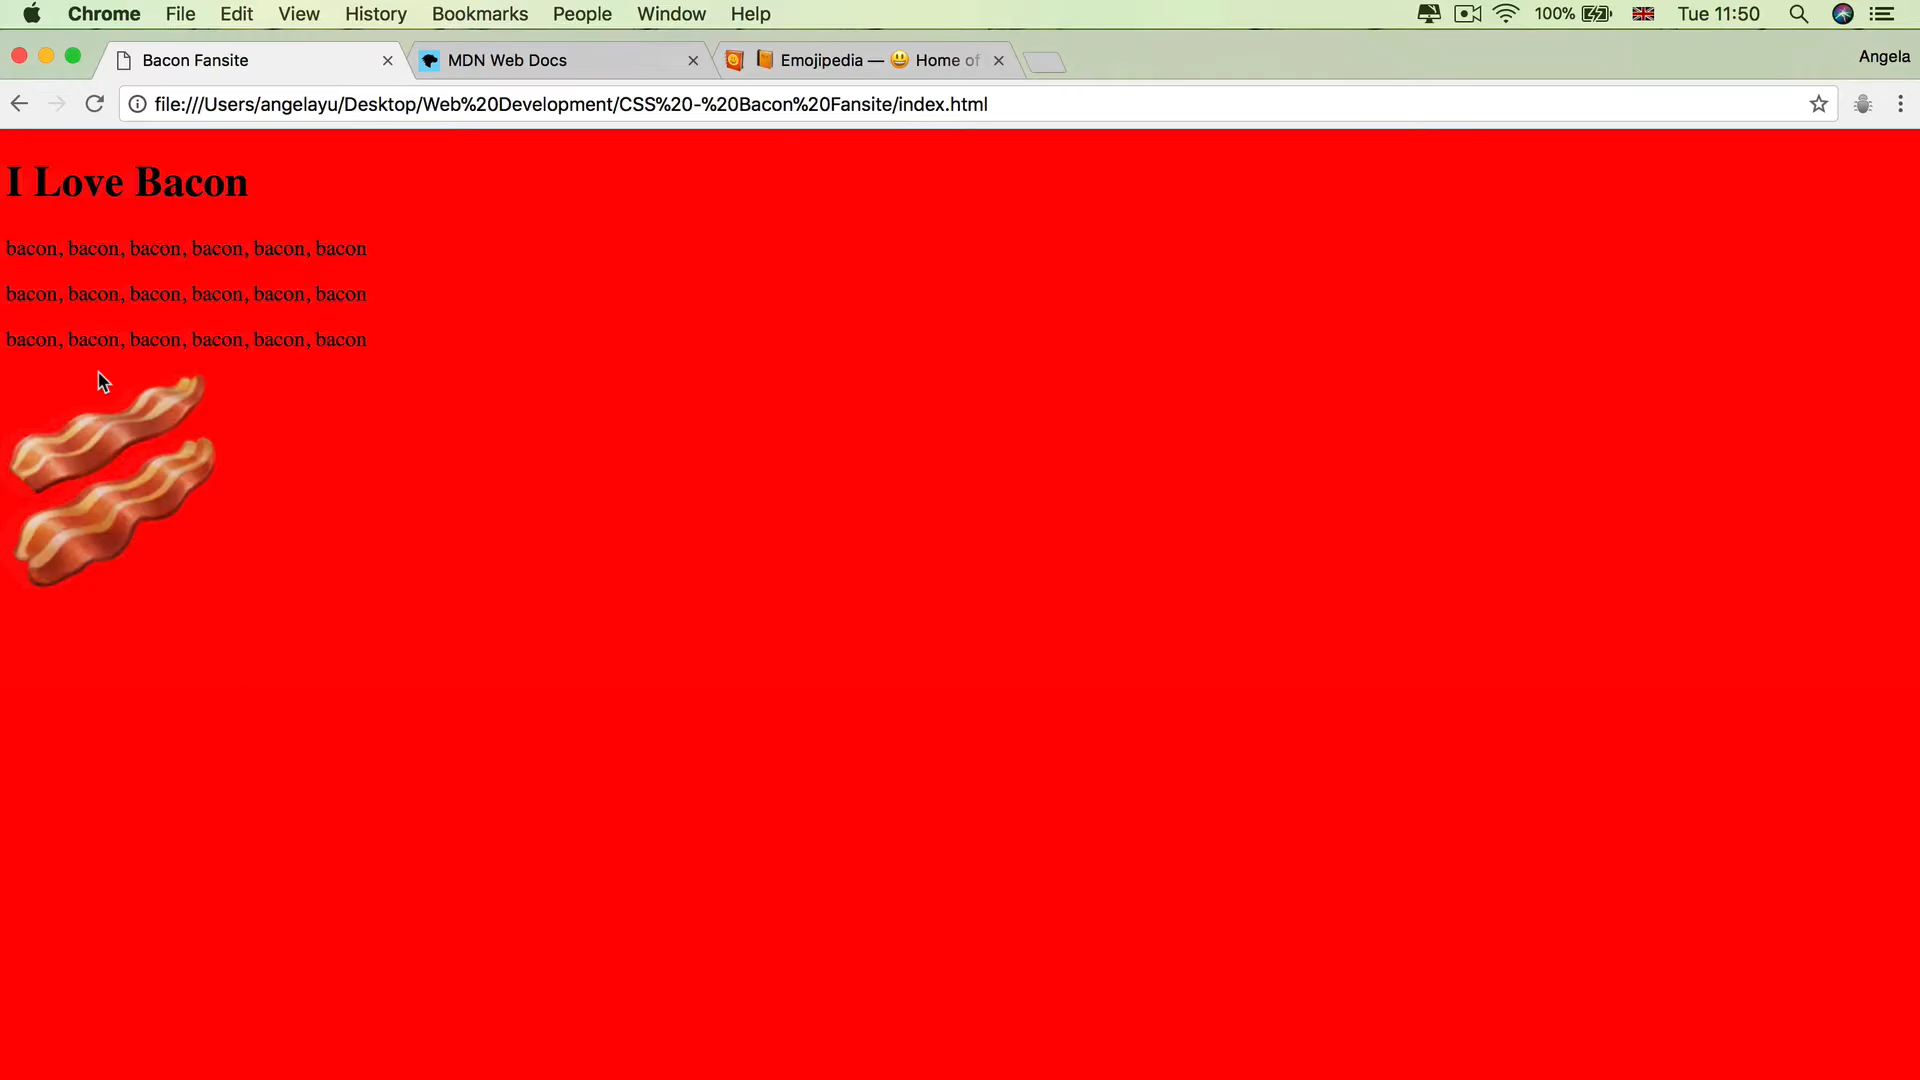 Chrome File Edit View History Bookmarks People Window Help 100% Tue 11:50
Bacon Fansite MDN Web Docs Emojipedia — 😃 Home of Angela
file:///Users/angelayu/Desktop/Web%20Development/CSS%20-%20Bacon%20Fansite/index.html
I Love Bacon
bacon, bacon, bacon, bacon, bacon, bacon
bacon, bacon, bacon, bacon, bacon, bacon
bacon, bacon, bacon, bacon, bacon, bacon